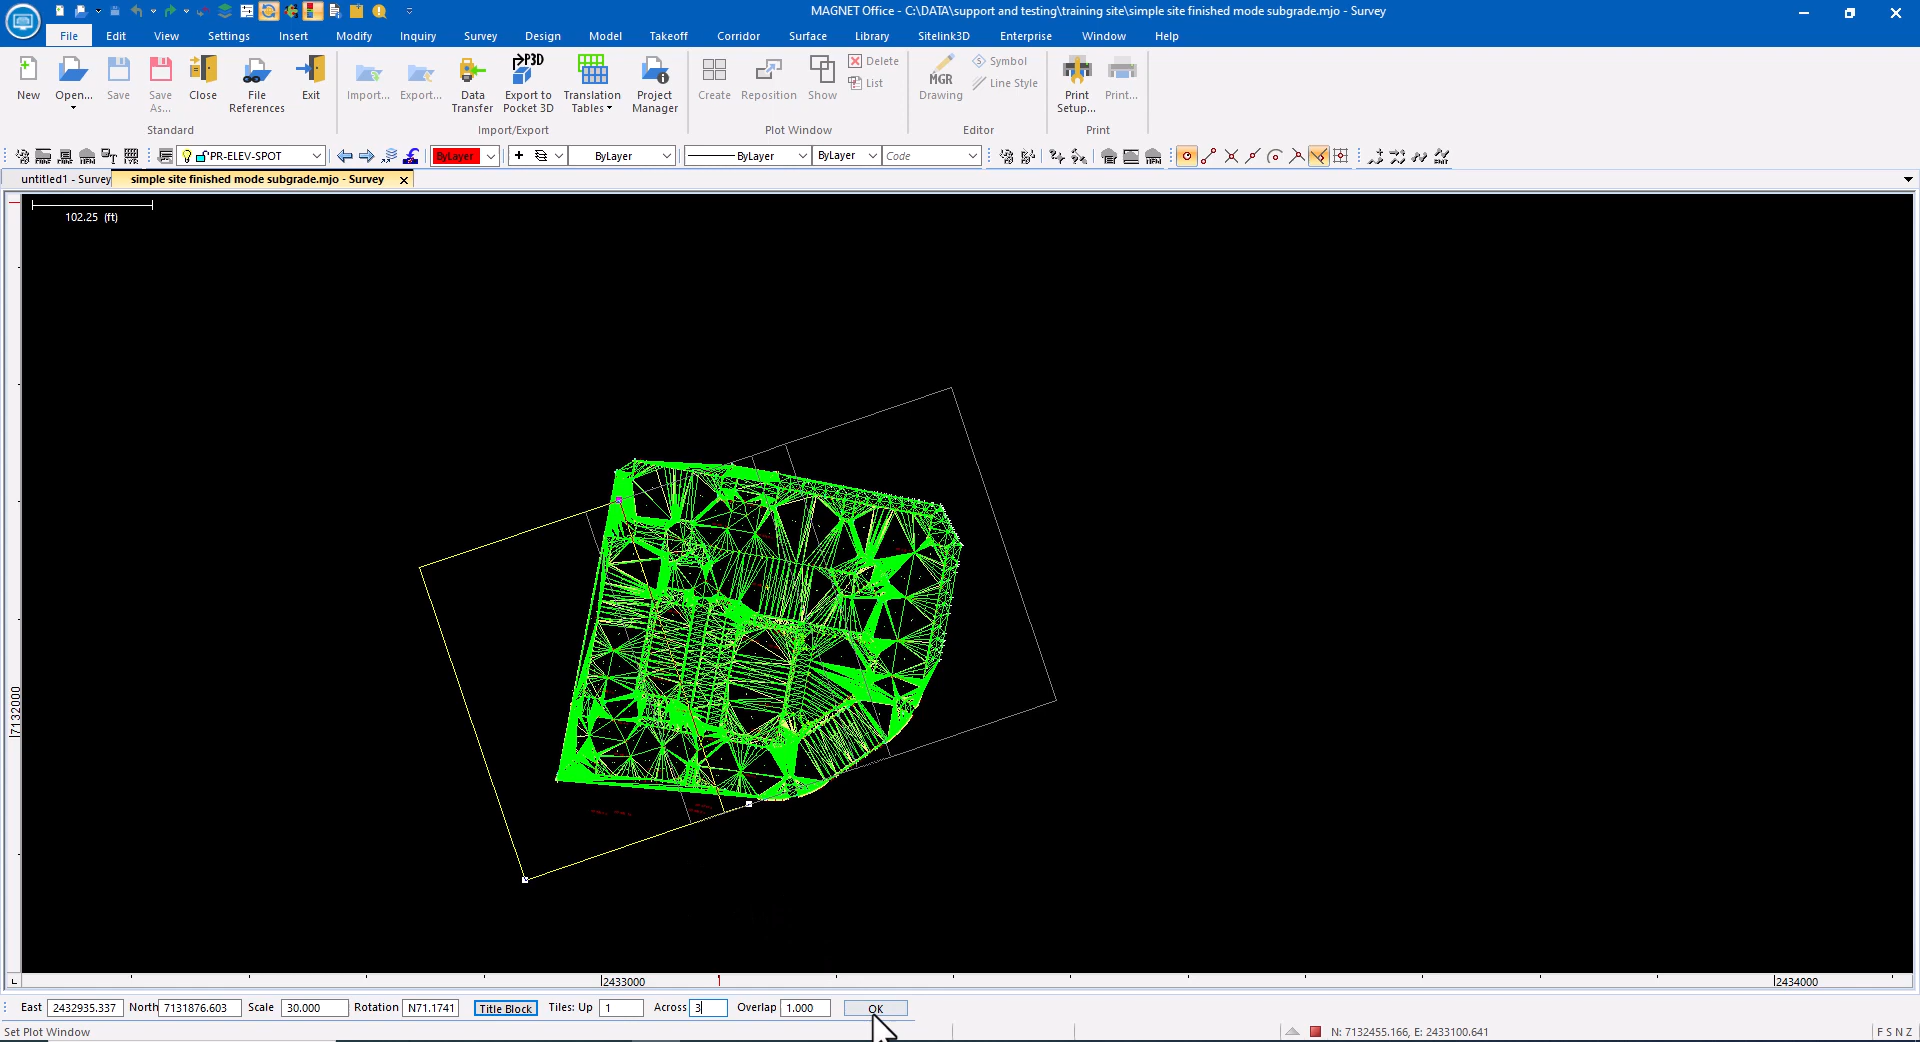 MAGNET Office - C:\DATA\support and testing\training site\simple site finished mode subgrade.mjo - Survey
File Edit View Settings Insert Modify Inquiry Survey Design Model Takeoff Corridor Surface Library Sitelink3D Enterprise Window Help
New Open... Save Save As... Close File References Exit Import... Export... Data Transfer Export to Pocket 3D Translation Tables Project Manager Create Reposition Show Delete List MGR Drawing Symbol Line Style Print Setup... Print...
Standard Import/Export Plot Window Editor Print
PR-ELEV-SPOT ByLayer ByLayer ByLayer ByLayer Code
untitled1 - Survey simple site finished mode subgrade.mjo - Survey
102.25 (ft)
7132000
2433000 2434000
East 2432935.337 North 7131876.603 Scale 30.000 Rotation N71.1741 Title Block Tiles: Up 1 Across 3 Overlap 1.000 OK
Set Plot Window N: 7132455.166, E: 2433100.641 F S N Z